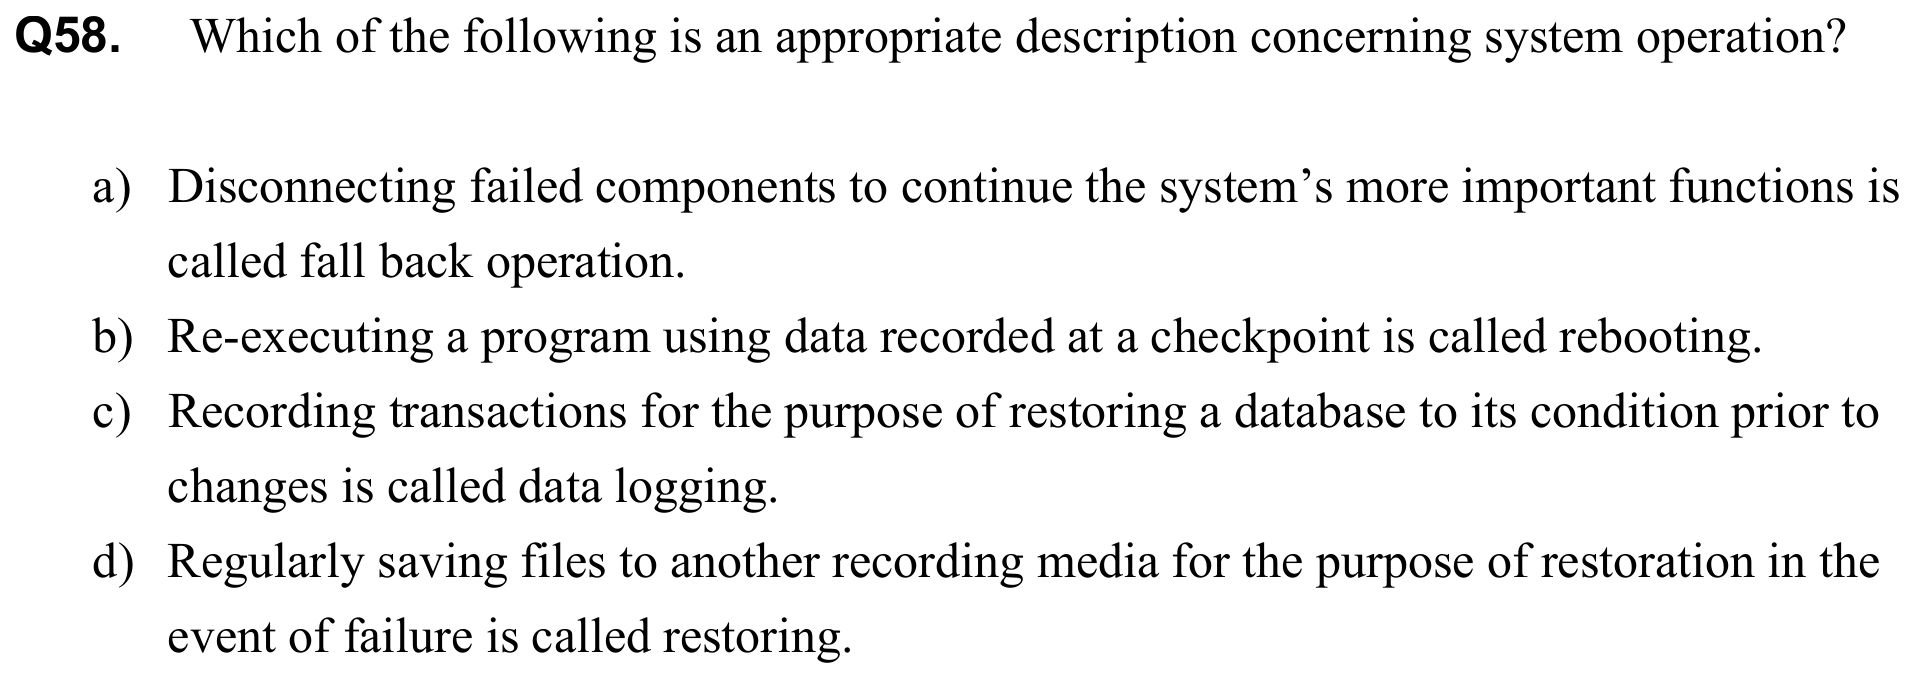 Q58. Which of the following is an appropriate description concerning system operation?
a) Disconnecting failed components to continue the system’s more important functions is
called fall back operation.
b) Re-executing a program using data recorded at a checkpoint is called rebooting.
c) Recording transactions for the purpose of restoring a database to its condition prior to
changes is called data logging.
d) Regularly saving files to another recording media for the purpose of restoration in the
event of failure is called restoring.